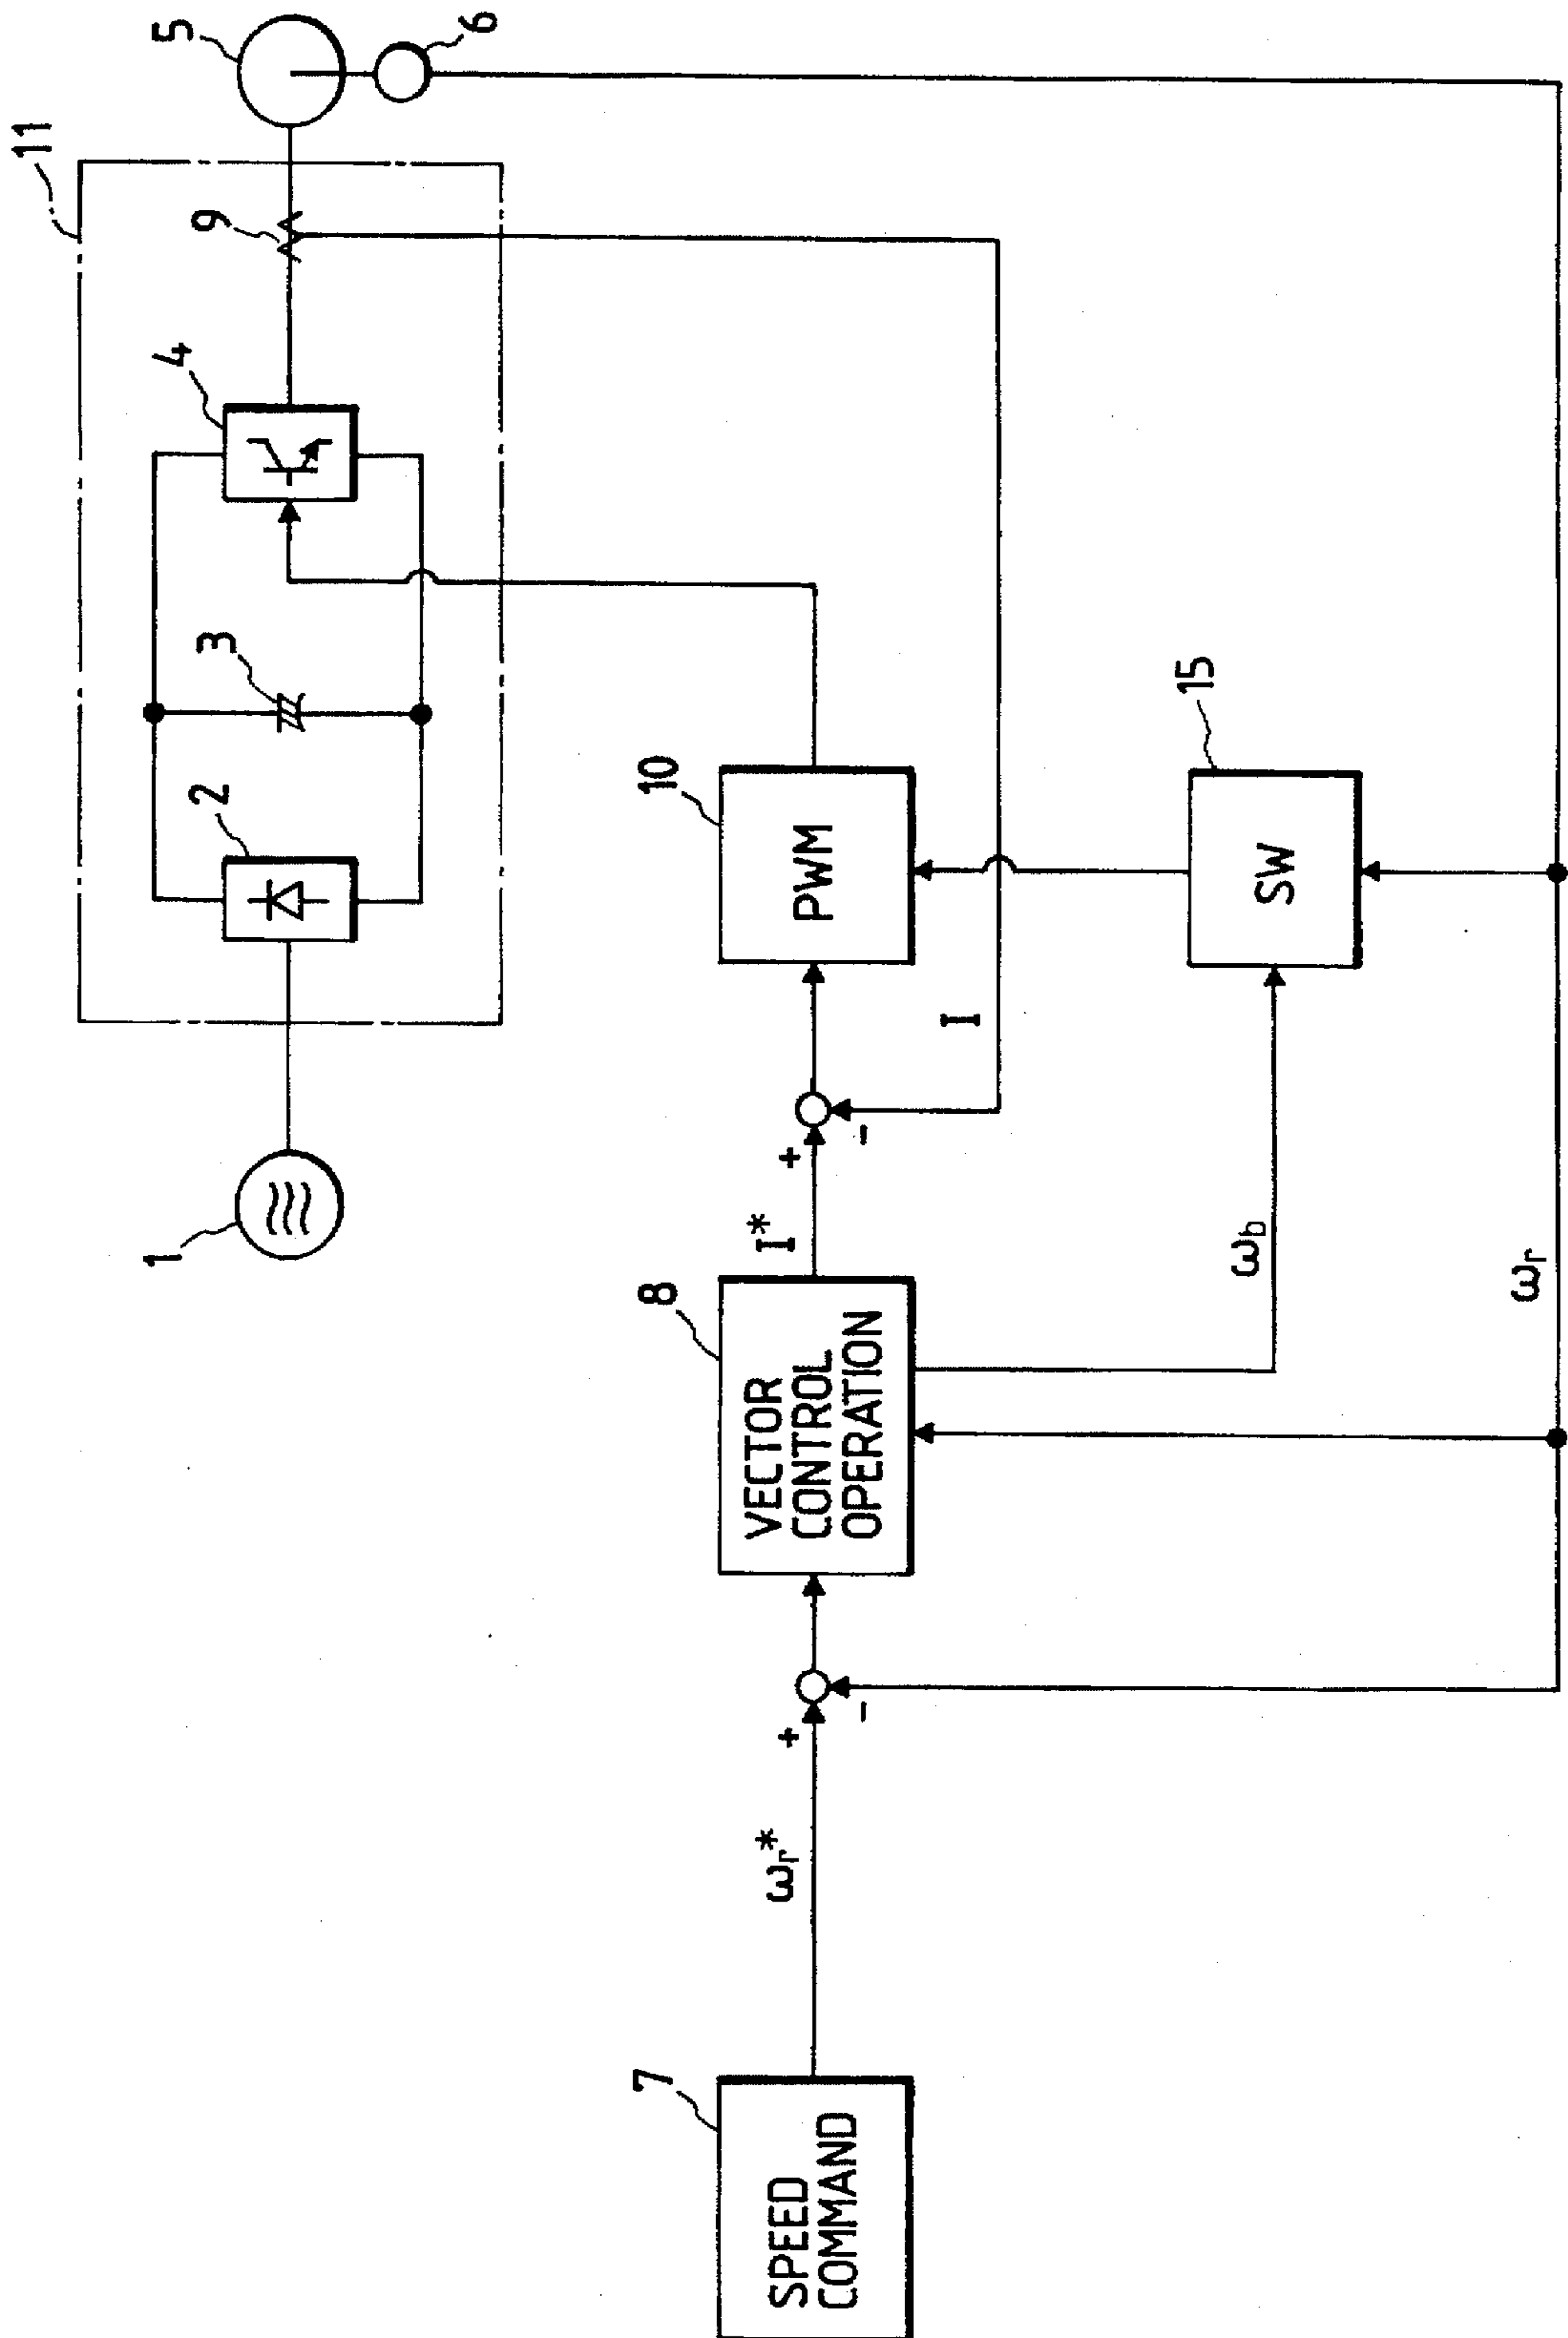 11
5
6
9
4
3
2
1
10
PWM
15
SW
I
I*
+
-
8
VECTOR
CONTROL
OPERATION
ωb
ωr
+
-
ωr*
7
SPEED
COMMAND